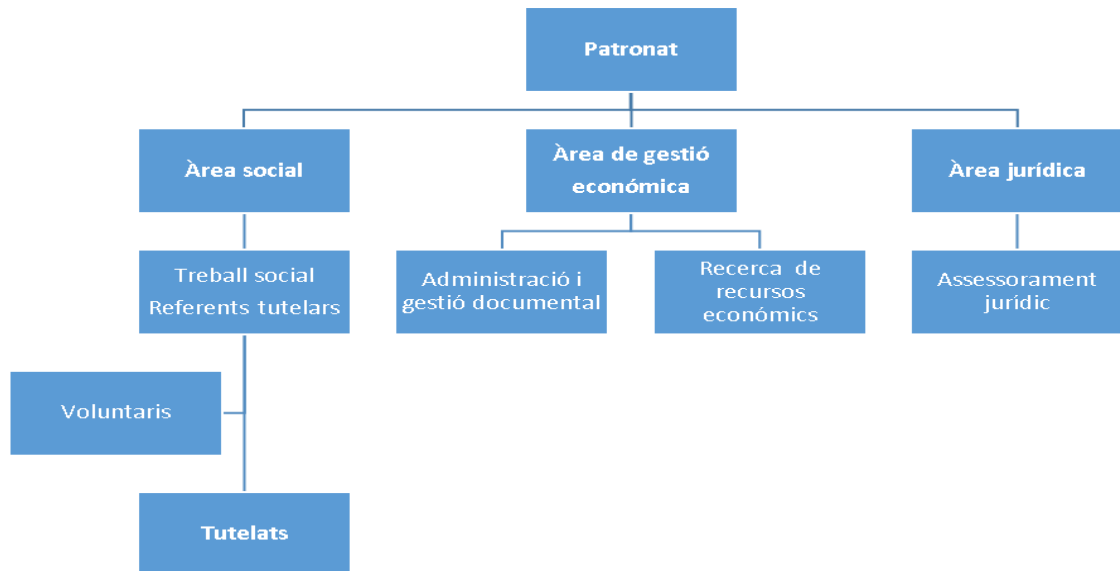 Patronat
Àrea social
Àrea de gestió
económica
Àrea jurídica
Treball social
Referents tutelars
Administració i
gestió documental
Recerca de
recursos
económics
Assessorament
jurídic
Voluntaris
Tutelats